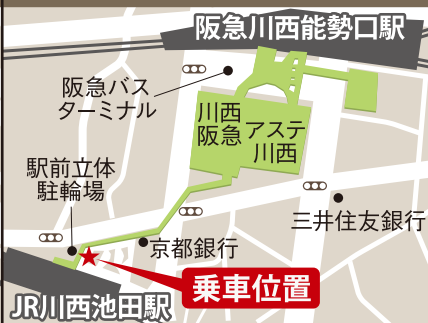 阪急川西能勢口駅
阪急バス
ターミナル
川西
阪急
アステ
川西
駅前立体
駐輪場
三井住友銀行
京都銀行
乗車位置
JR川西池田駅